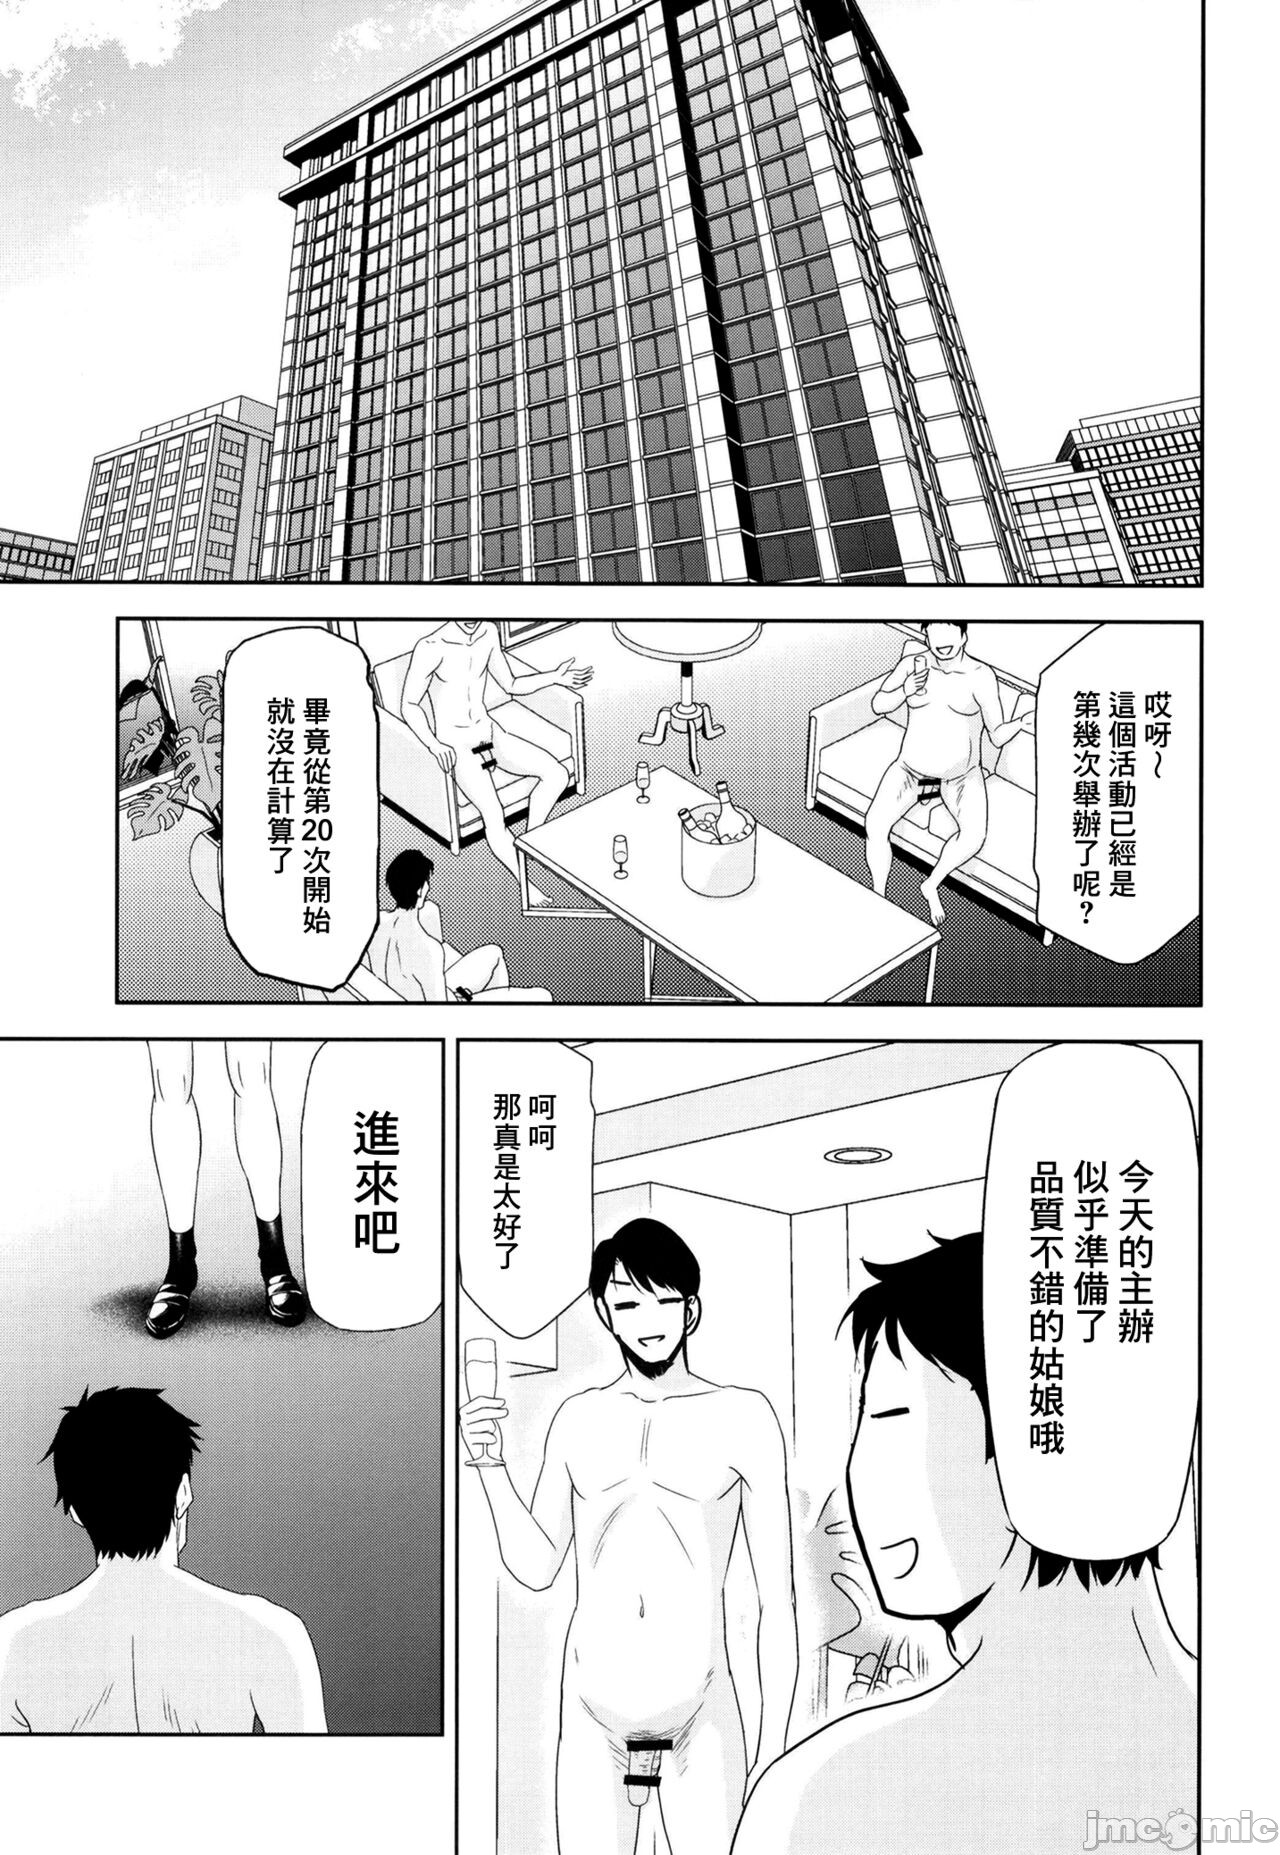 哎呀~
這個活動已經是
第幾次舉辦了呢?
畢竟從第20次開始
就沒在計算了
今天的主辦
似乎準備了
品質不錯的姑娘哦
呵呵
那真是太好了
進來吧
jmcomic